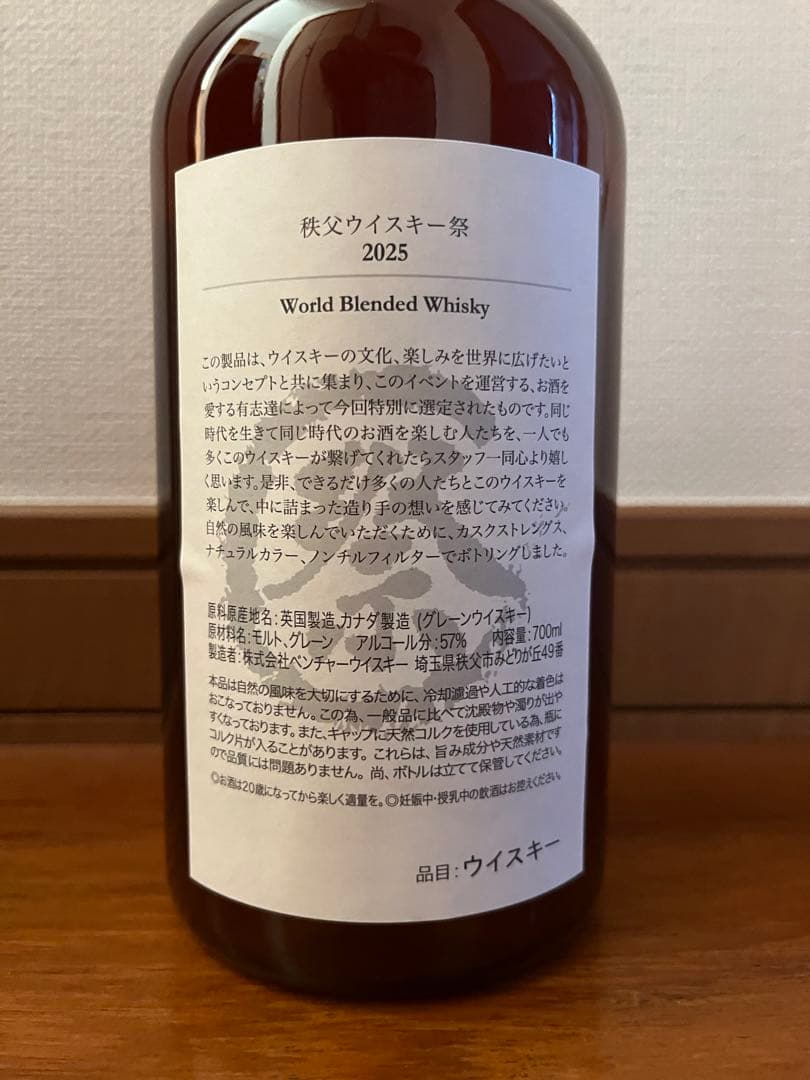 秩父ウイスキー祭
2025
World Blended Whisky
この製品は、ウイスキーの文化、楽しみを世界に広げたいと
いうコンセプトと共に集まり、このイベントを運営する、お酒を
愛する有志達によって今回特別に選定されたものです。同じ
時代を生きて同じ時代のお酒を楽しむ人たちを、一人でも
多くこのウイスキーが繋げてくれたらスタッフ一同心より嬉し
く思います。是非、できるだけ多くの人たちとこのウイスキーを
楽しんで、中に詰まった造り手の想いを感じてみてください。
自然の風味を楽しんでいただくために、カスクストレングス、
ナチュラルカラー、ノンチルフィルターでボトリングしました。
祭
原料原産地名：英国製造、カナダ製造（グレーンウイスキー）
原材料名：モルト、グレーン アルコール分：57% 内容量：700ml
製造者：株式会社ベンチャーウイスキー 埼玉県秩父市みどりが丘49番
本品は自然の風味を大切にするために、冷却濾過や人工的な着色は
おこなっておりません。この為、一般品に比べて沈殿物や濁りが出や
すくなっております。また、キャップに天然コルクを使用している為、瓶に
コルク片が入ることがあります。これらは、旨み成分や天然素材です
ので品質には問題ありません。尚、ボトルは立てて保管してください。
◎お酒は20歳になってから楽しく適量を。◎妊娠中・授乳中の飲酒はお控えください。
品目：ウイスキー